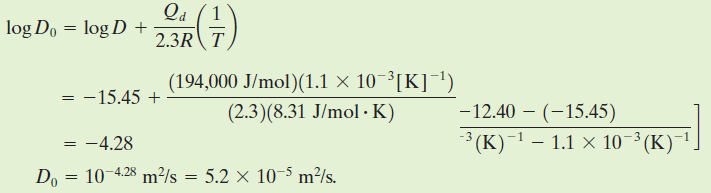 log D₀ = log D + Q_d/2.3R (1/T)
= −15.45 + (194,000 J/mol)(1.1 × 10⁻³[K]⁻¹)/(2.3)(8.31 J/mol · K)
−12.40 − (−15.45)/⁻³(K)⁻¹ − 1.1 × 10⁻³(K)⁻¹]
= −4.28
D₀ = 10⁻⁴·²⁸ m²/s = 5.2 × 10⁻⁵ m²/s.